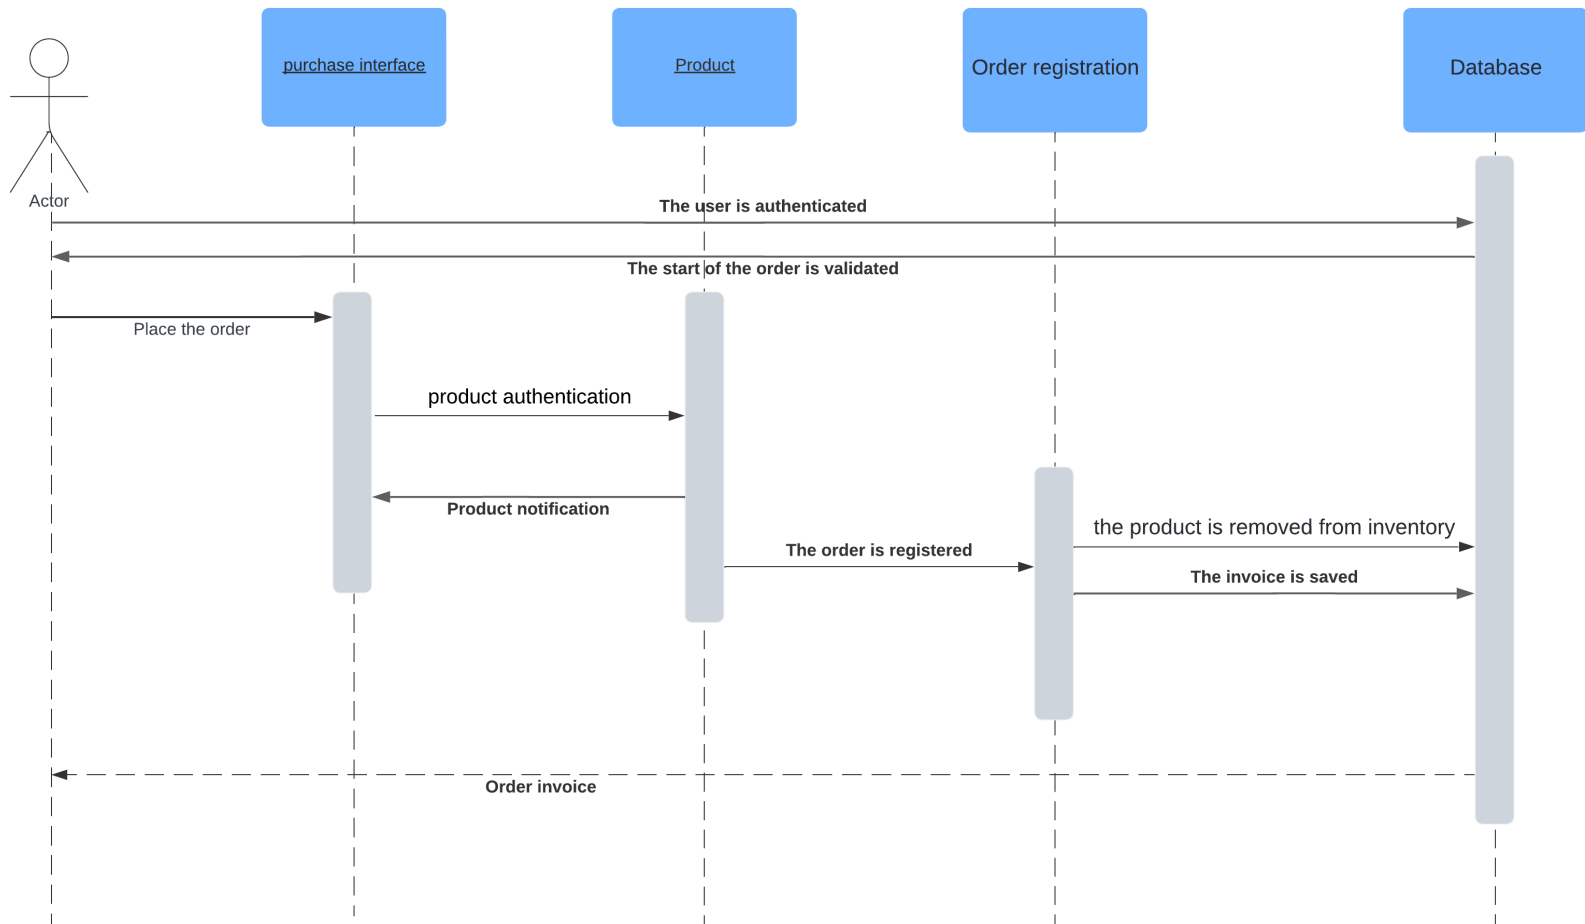 purchase interface
Product
Order registration
Database
Actor
The user is authenticated
The start of the order is validated
Place the order
product authentication
Product notification
the product is removed from inventory
The order is registered
The invoice is saved
Order invoice